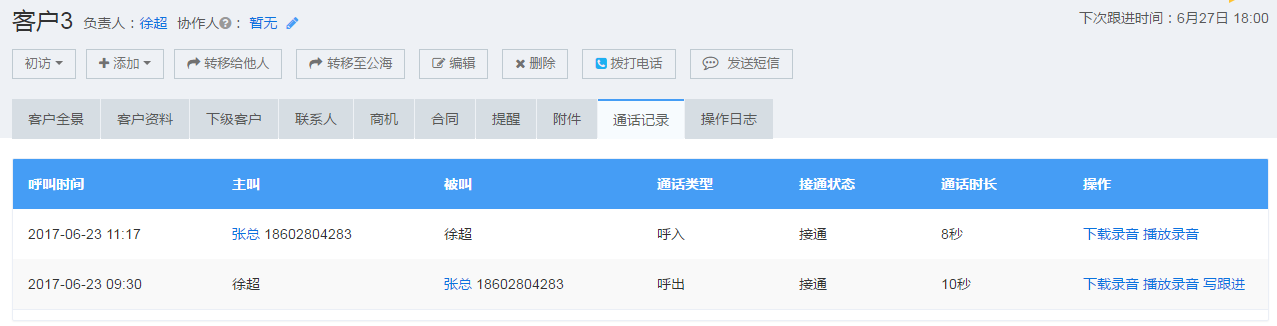 客户3 负责人：徐超 协作人?： 暂无 下次跟进时间：6月27日 18:00
初访 添加 转移给他人 转移至公海 编辑 删除 拨打电话 发送短信
客户全景 客户资料 下级客户 联系人 商机 合同 提醒 附件 通话记录 操作日志
呼叫时间 主叫 被叫 通话类型 接通状态 通话时长 操作
2017-06-23 11:17 张总 18602804283 徐超 呼入 接通 8秒 下载录音 播放录音
2017-06-23 09:30 徐超 张总 18602804283 呼出 接通 10秒 下载录音 播放录音 写跟进